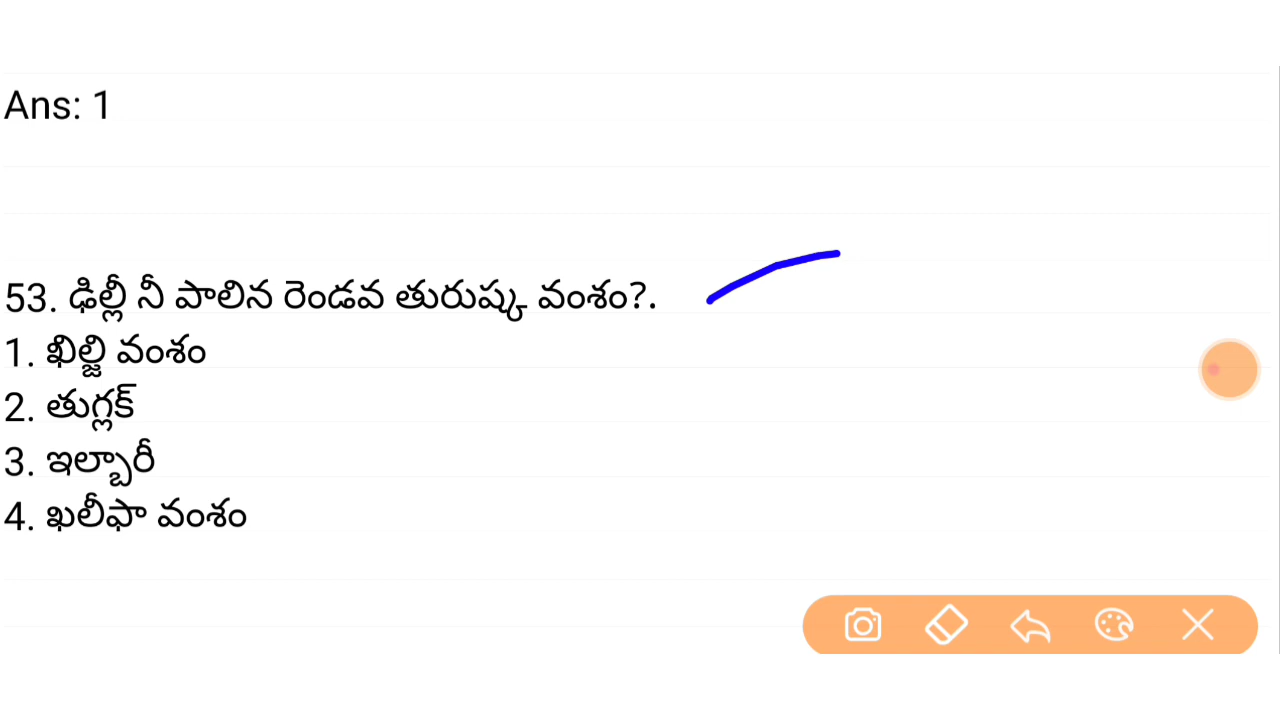 Ans: 1
53. ఢిల్లీ నీ పాలిన రెండవ తురుష్క వంశం?.
1. ఖిల్జి వంశం
2. తుగ్లక్
3. ఇల్బారీ
4. ఖలీఫా వంశం